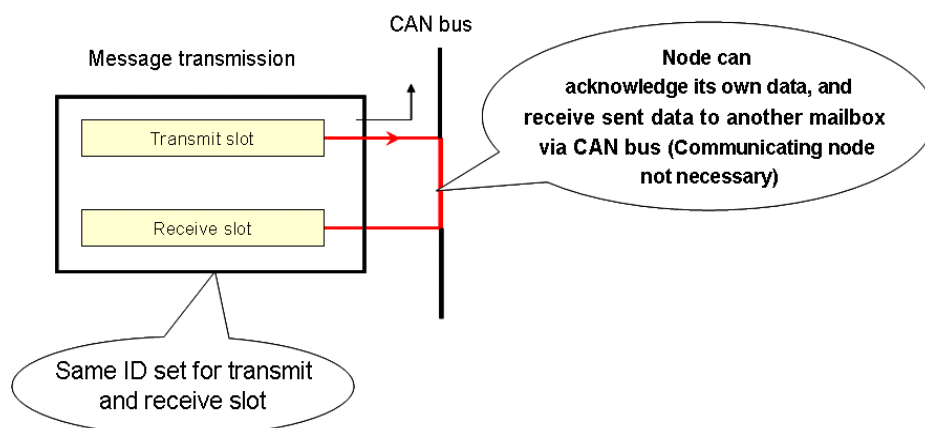 CAN bus
Message transmission
Transmit slot
Receive slot
Node can
acknowledge its own data, and
receive sent data to another mailbox
via CAN bus (Communicating node
not necessary)
Same ID set for transmit
and receive slot